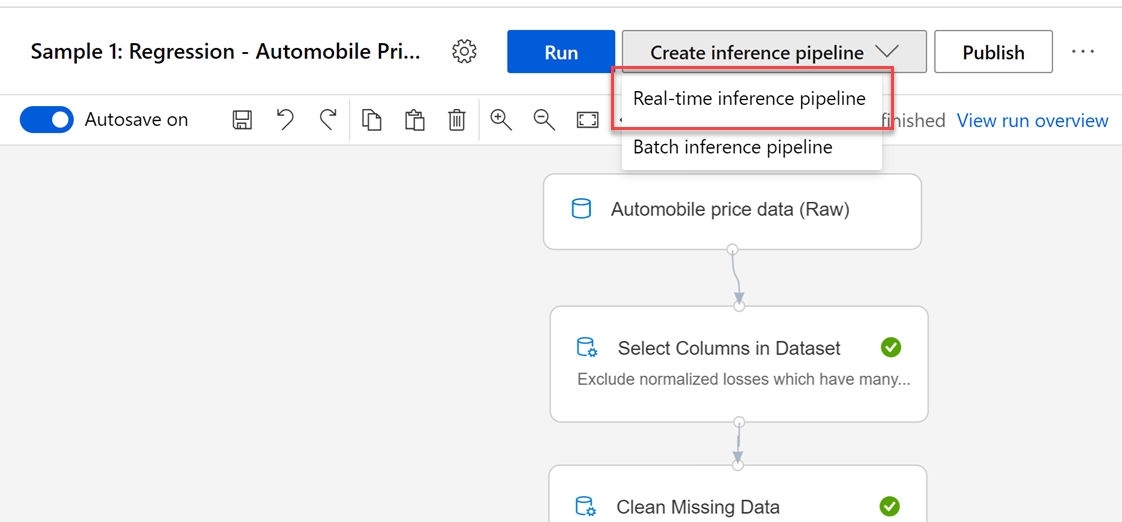 Sample 1: Regression - Automobile Pri...
Run
Create inference pipeline
Publish
Real-time inference pipeline
Batch inference pipeline
Autosave on
finished
View run overview
Automobile price data (Raw)
Select Columns in Dataset
Exclude normalized losses which have many...
Clean Missing Data